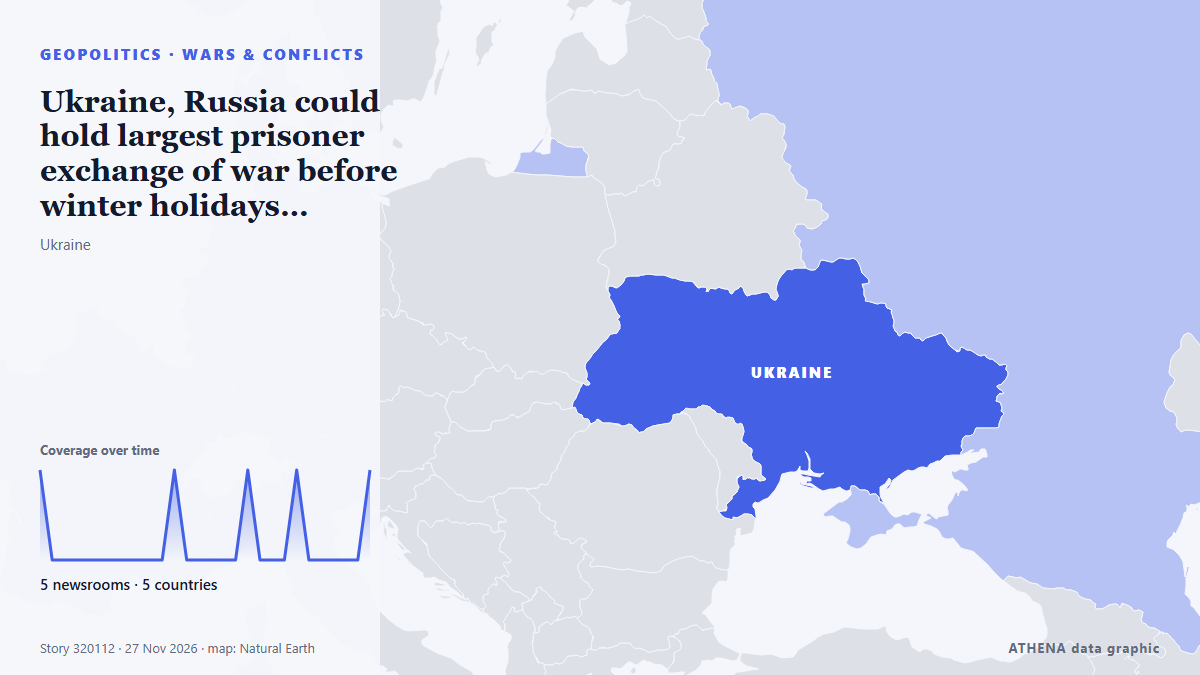 GEOPOLITICS · WARS & CONFLICTS
Ukraine, Russia could
hold largest prisoner
exchange of war before
winter holidays...
Ukraine
UKRAINE
Coverage over time
5 newsrooms · 5 countries
Story 320112 · 27 Nov 2026 · map: Natural Earth
ATHENA data graphic